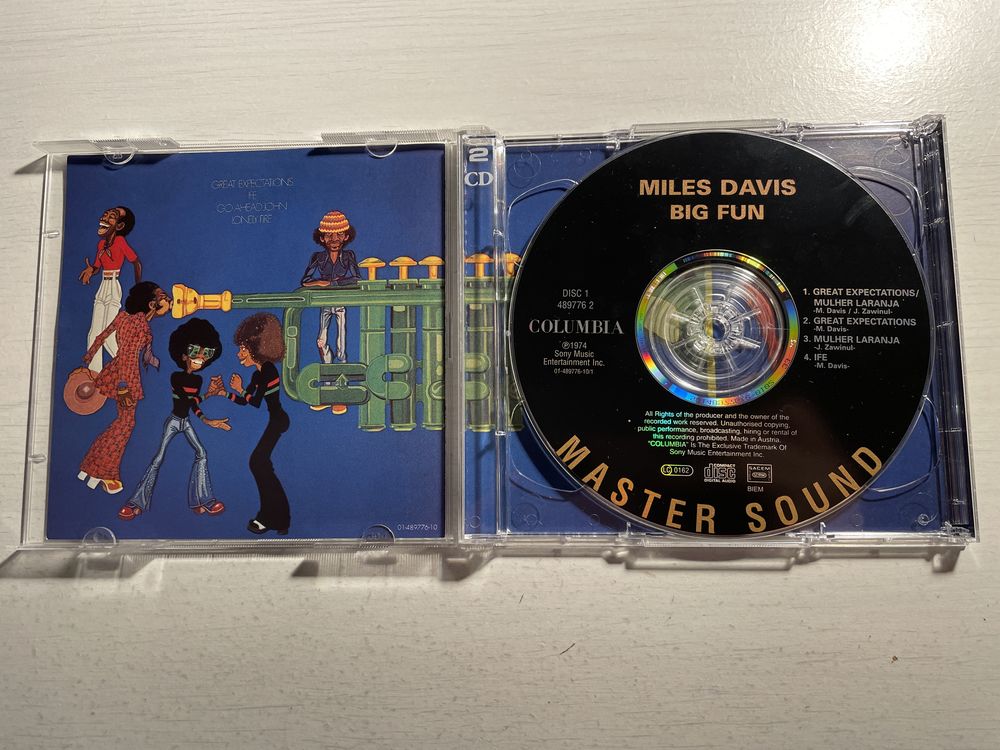 GREAT EXPECTATIONS
IFE
GO AHEAD JOHN
LONELY FIRE
01-489776-10
2
CD
MILES DAVIS
BIG FUN
DISC 1
489776 2
COLUMBIA
℗1974
Sony Music
Entertainment Inc.
01-489776-10/1
1. GREAT EXPECTATIONS/
MULHER LARANJA
-M. Davis / J. Zawinul-
2. GREAT EXPECTATIONS
-M. Davis-
3. MULHER LARANJA
-J. Zawinul-
4. IFE
-M. Davis-
All Rights of the producer and the owner of the
recorded work reserved. Unauthorised copying,
public performance, broadcasting, hiring or rental of
this recording prohibited. Made in Austria.
"COLUMBIA" Is The Exclusive Trademark Of
Sony Music Entertainment Inc.
LC 0162
COMPACT
disc
DIGITAL AUDIO
SACEM
BIEM
MASTER SOUND